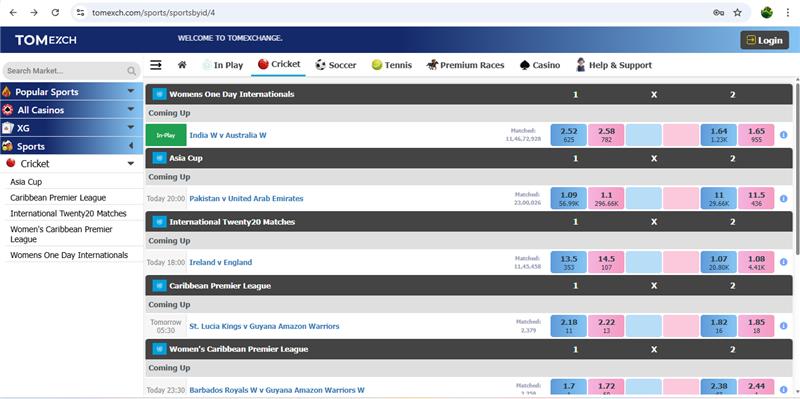 tomexch.com/sports/sportsbyid/4
TOMEXCH
WELCOME TO TOMEXCHANGE.
Login
Search Market...
In Play
Cricket
Soccer
Tennis
Premium Races
Casino
Help & Support
Popular Sports
All Casinos
XG
Sports
Cricket
Asia Cup
Caribbean Premier League
International Twenty20 Matches
Women's Caribbean Premier
League
Womens One Day Internationals
Womens One Day Internationals 1 X 2
Coming Up
In-Play India W v Australia W Matched: 2.52 2.58 1.64 1.65
11,46,72,928 625 782 1.23K 955
Asia Cup 1 X 2
Coming Up
Today 20:00 Pakistan v United Arab Emirates Matched: 1.09 1.1 11 11.5
23,00,026 56.99K 296.66K 29.66K 436
International Twenty20 Matches 1 X 2
Coming Up
Today 18:00 Ireland v England Matched: 13.5 14.5 1.07 1.08
11,45,458 353 107 20.80K 4.41K
Caribbean Premier League 1 X 2
Coming Up
Tomorrow 05:30 St. Lucia Kings v Guyana Amazon Warriors Matched: 2.18 2.22 1.82 1.85
2,379 11 13 16 18
Women's Caribbean Premier League 1 X 2
Coming Up
Today 23:30 Barbados Royals W v Guyana Amazon Warriors W Matched: 1.7 1.72 2.38 2.44